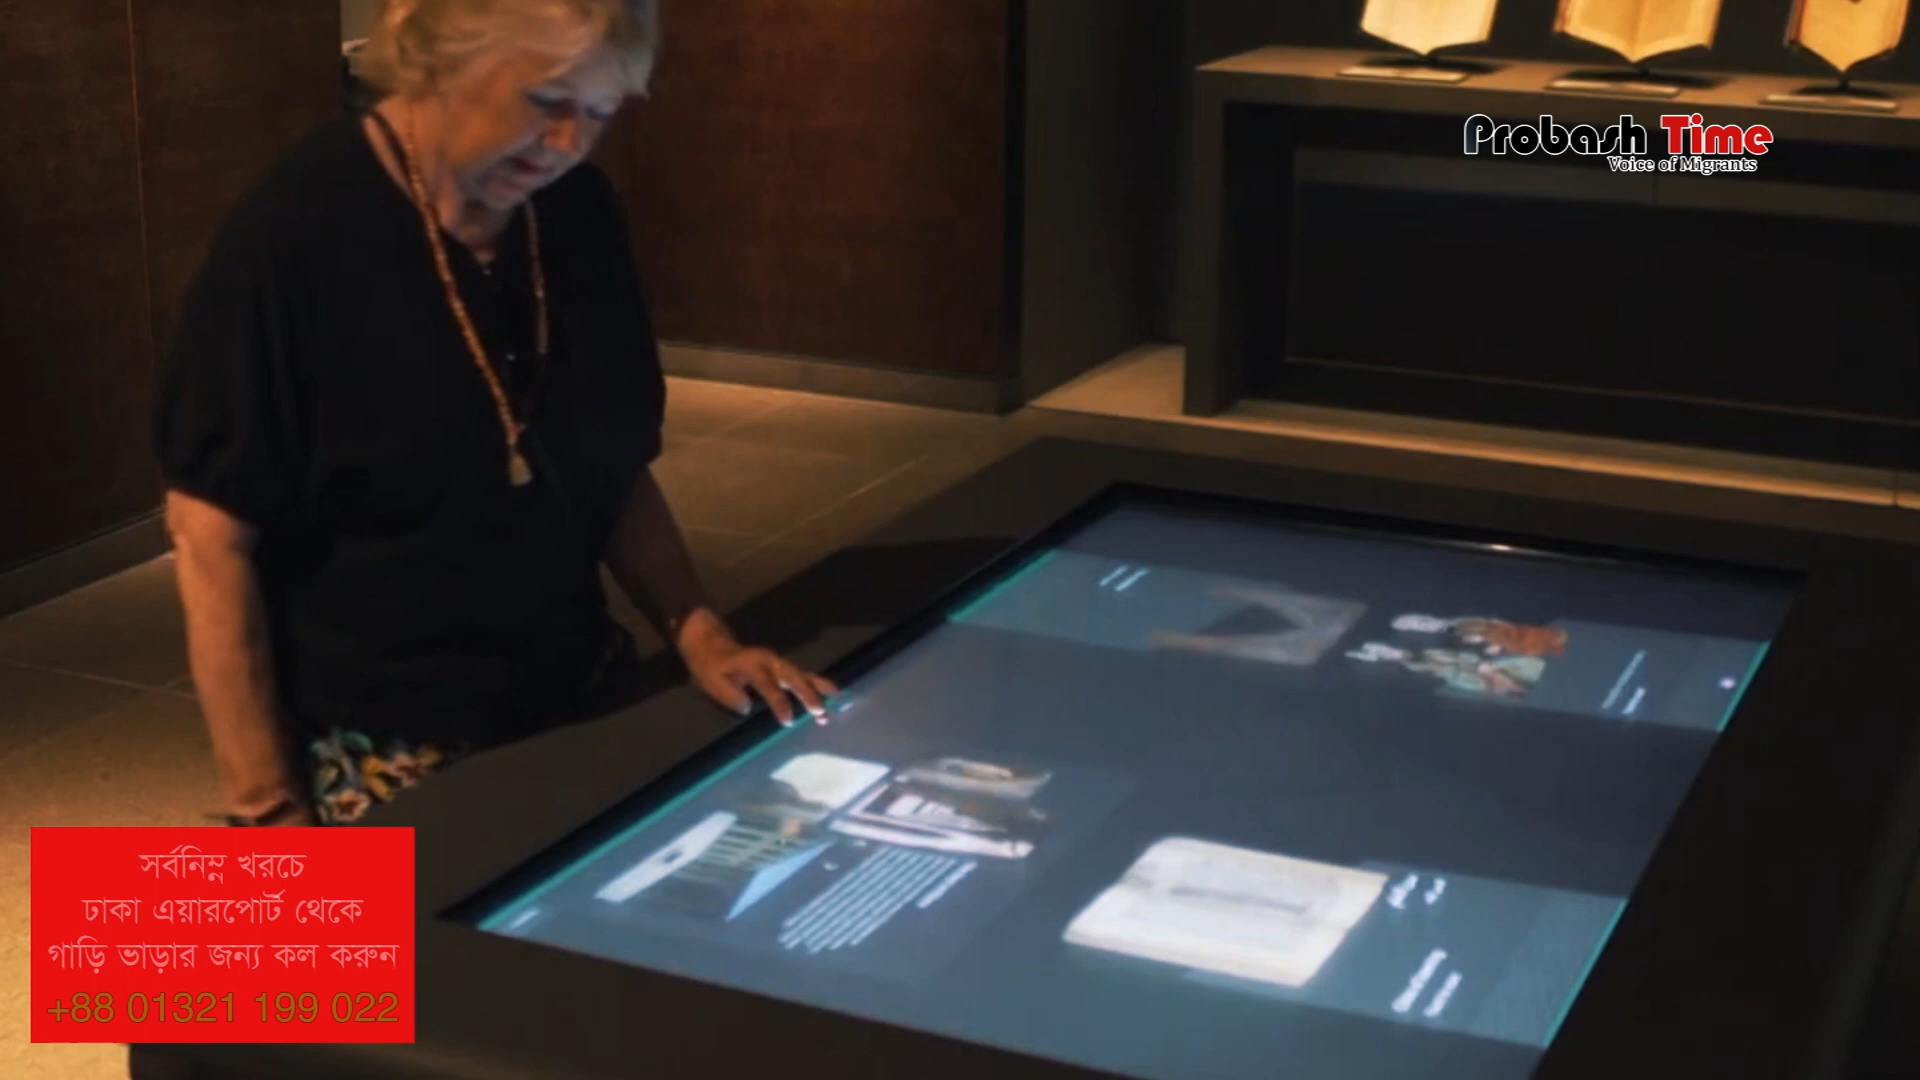 Probash Time
Voice of Migrants
সর্বনিম্ন খরচে
ঢাকা এয়ারপোর্ট থেকে
গাড়ি ভাড়ার জন্য কল করুন
+88 01321 199 022